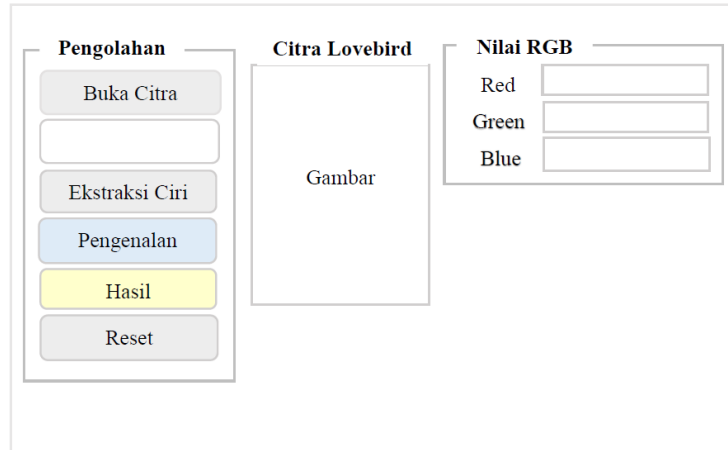 Pengolahan
Buka Citra
Ekstraksi Ciri
Pengenalan
Hasil
Reset
Citra Lovebird
Gambar
Nilai RGB
Red
Green
Blue